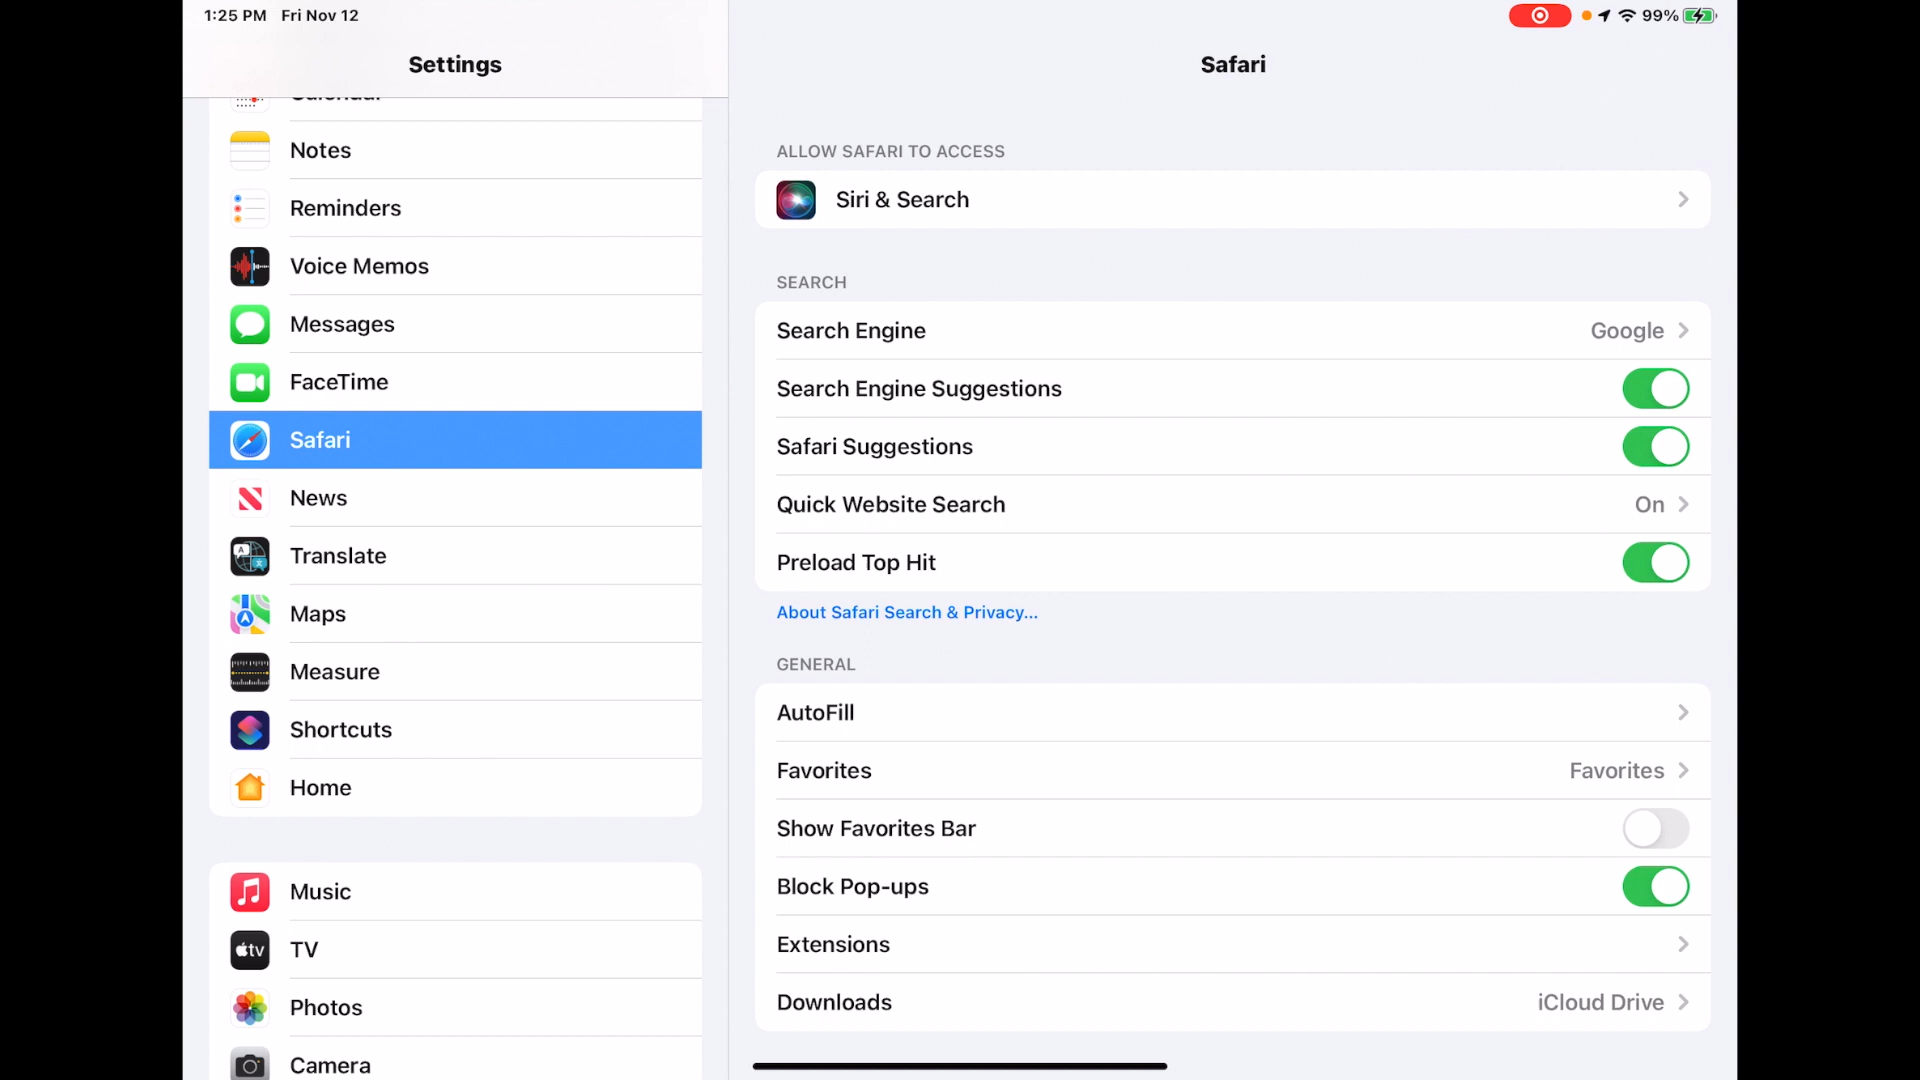 1:25 PM Fri Nov 12
99%
Settings
Calendar
Notes
Reminders
Voice Memos
Messages
FaceTime
Safari
News
Translate
Maps
Measure
Shortcuts
Home
Music
tv TV
Photos
Camera
Safari
ALLOW SAFARI TO ACCESS
Siri & Search
SEARCH
Search Engine Google
Search Engine Suggestions
Safari Suggestions
Quick Website Search On
Preload Top Hit
About Safari Search & Privacy...
GENERAL
AutoFill
Favorites Favorites
Show Favorites Bar
Block Pop-ups
Extensions
Downloads iCloud Drive